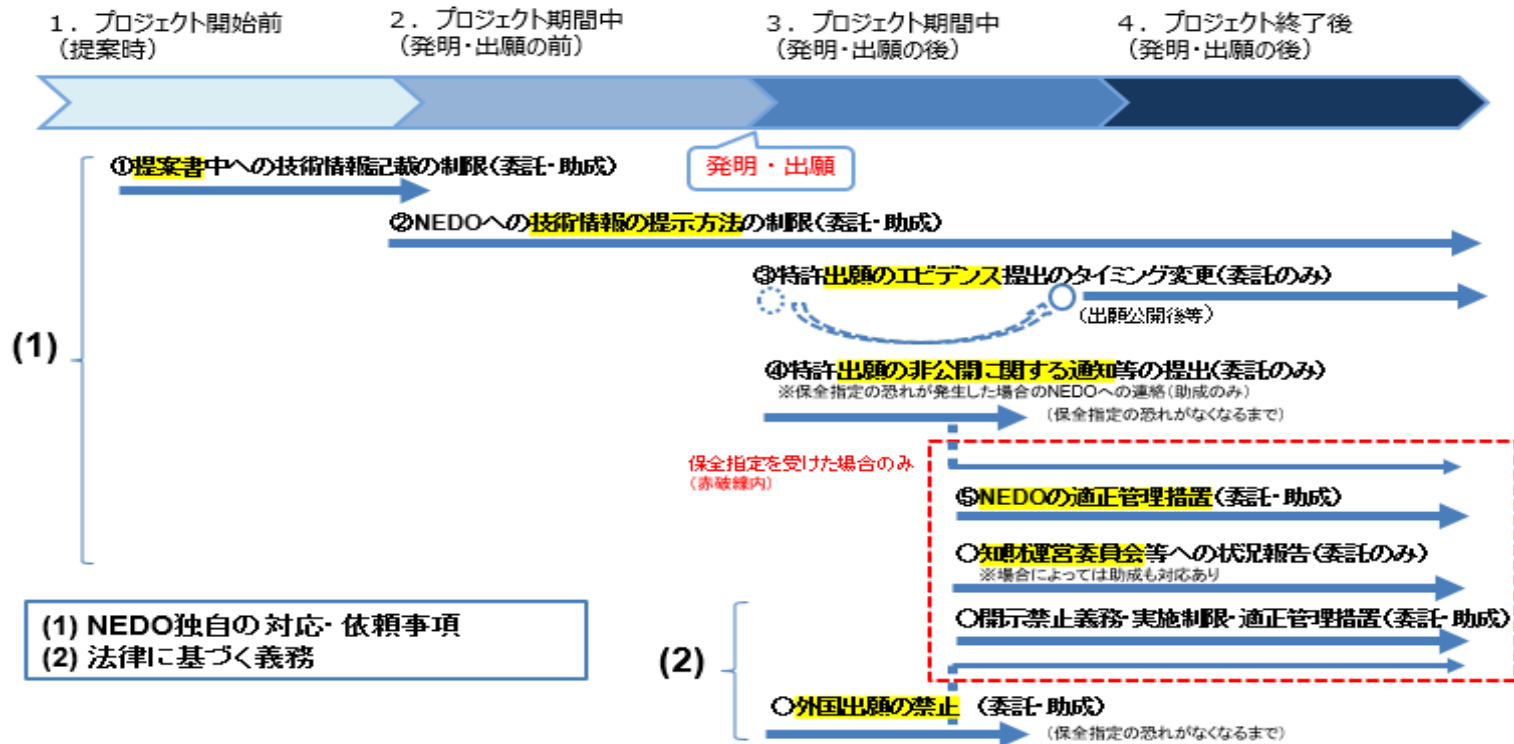 1．プロジェクト開始前
（提案時）
2．プロジェクト期間中
（発明・出願の前）
3．プロジェクト期間中
（発明・出願の後）
4．プロジェクト終了後
（発明・出願の後）
発明・出願
①提案書中への技術情報記載の制限(委託・助成)
②NEDOへの技術情報の提示方法の制限(委託・助成)
③特許出願のエビデンス提出のタイミング変更(委託のみ)
(出願公開後等)
(1)
④特許出願の非公開に関する通知等の提出(委託のみ)
※保全指定の恐れが発生した場合のNEDOへの連絡(助成のみ)
(保全指定の恐れがなくなるまで)
保全指定を受けた場合のみ
(赤破線内)
⑤NEDOの適正管理措置(委託・助成)
〇知財運営委員会等への状況報告(委託のみ)
※場合によっては助成も対応あり
〇開示禁止義務・実施制限・適正管理措置(委託・助成)
(1) NEDO独自の対応・依頼事項
(2) 法律に基づく義務
(2)
〇外国出願の禁止 (委託・助成)
(保全指定の恐れがなくなるまで)